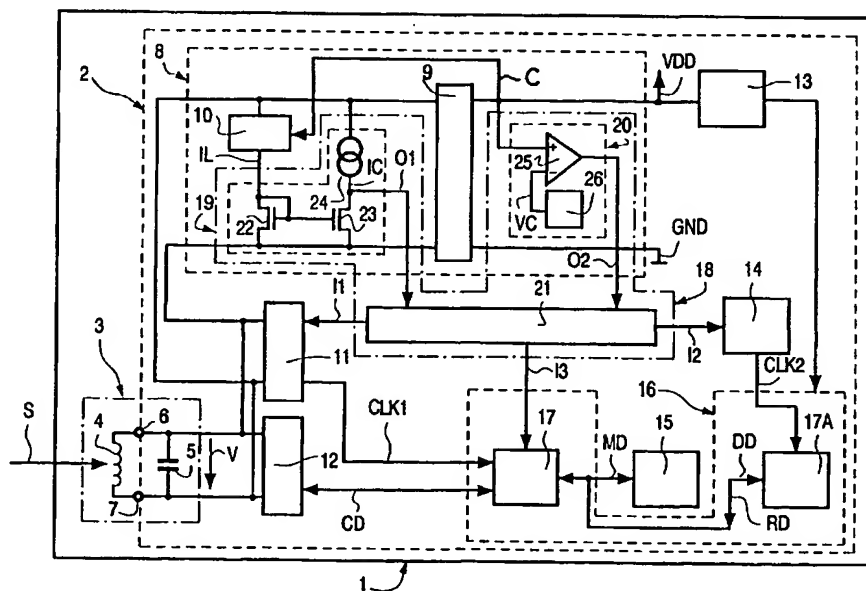 2
8
9
C
VDD
13
10
IL
IC
O1
24
25
+
-
20
26
19
22
23
VC
GND
O2
18
21
14
I1
I2
3
11
I3
16
CLK2
S
4
6
5
V
12
CLK1
17
MD
15
DD
17A
7
CD
RD
1